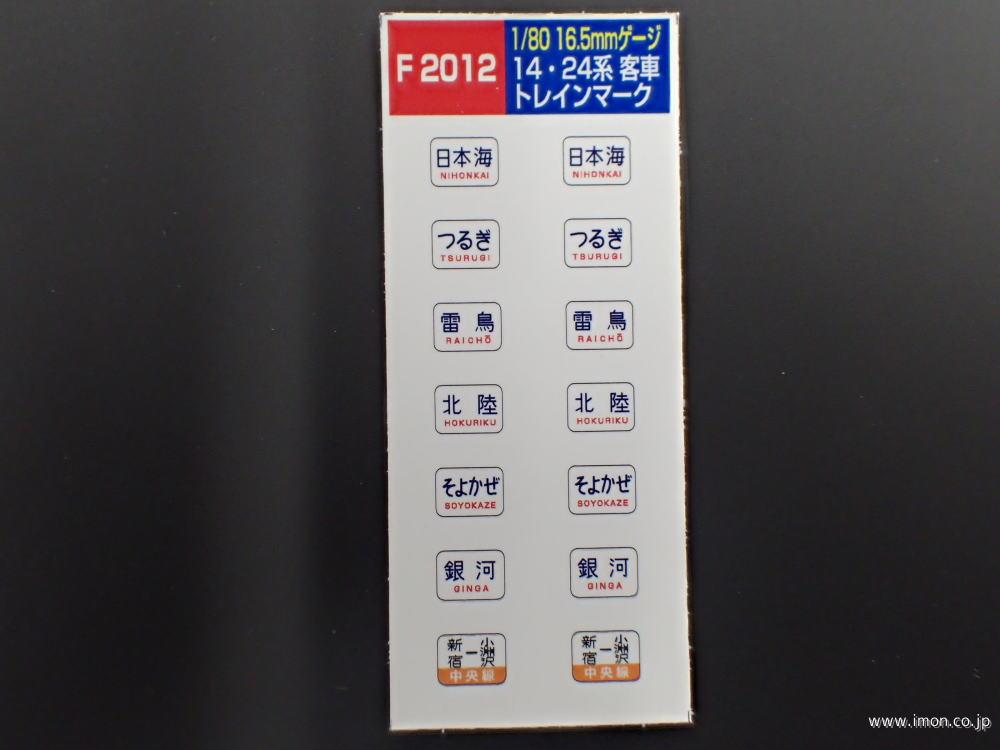 F 2012
1/80 16.5mmゲージ
14・24系 客車
トレインマーク
日本海 日本海
NIHONKAI NIHONKAI
つるぎ つるぎ
TSURUGI TSURUGI
雷鳥 雷鳥
RAICHŌ RAICHŌ
北陸 北陸
HOKURIKU HOKURIKU
そよかぜ そよかぜ
SOYOKAZE SOYOKAZE
銀河 銀河
GINGA GINGA
新宿ー小淵沢 新宿ー小淵沢
中央線 中央線
www.imon.co.jp